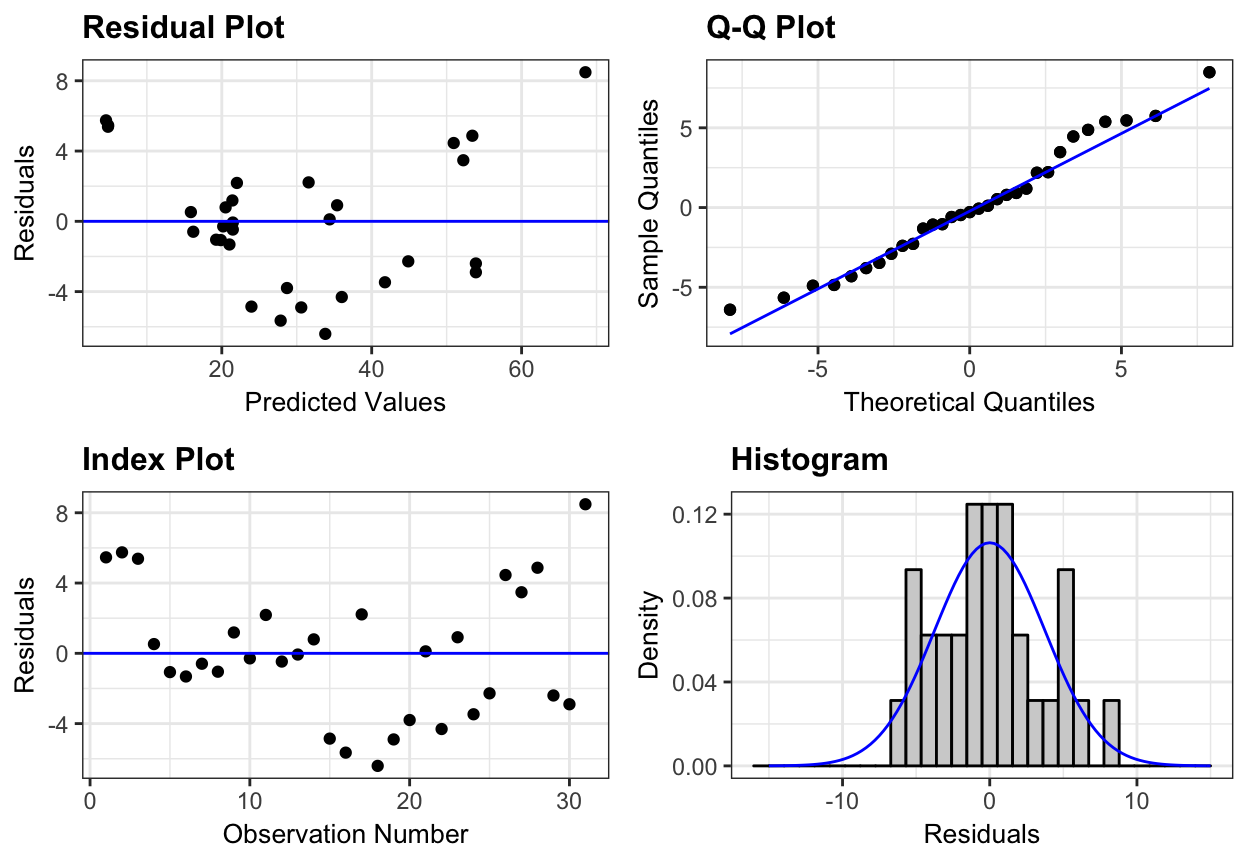 Residual Plot
8
4
0
-4
Residuals
20 40 60
Predicted Values
Q-Q Plot
5
0
-5
Sample Quantiles
-5 0 5
Theoretical Quantiles
Index Plot
8
4
0
-4
Residuals
0 10 20 30
Observation Number
Histogram
0.12
0.08
0.04
0.00
Density
-10 0 10
Residuals